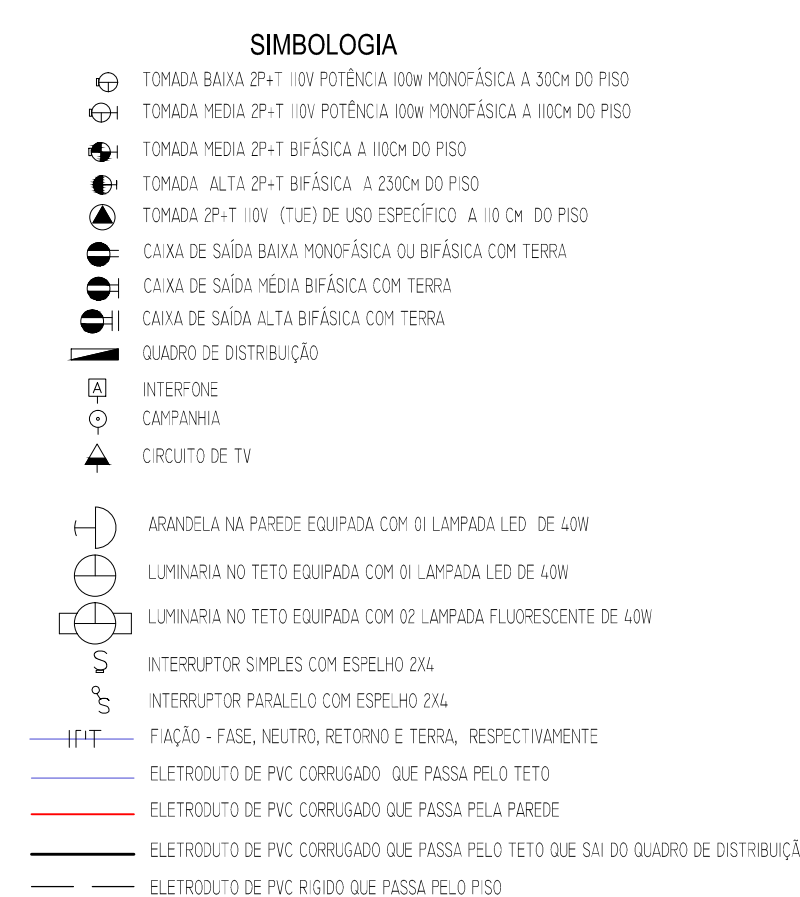 SIMBOLOGIA
TOMADA BAIXA 2P+T 110V POTÊNCIA 100W MONOFÁSICA A 30CM DO PISO
TOMADA MEDIA 2P+T 110V POTÊNCIA 100W MONOFÁSICA A 110CM DO PISO
TOMADA MEDIA 2P+T BIFÁSICA A 110CM DO PISO
TOMADA ALTA 2P+T BIFÁSICA A 230CM DO PISO
TOMADA 2P+T 110V (TUE) DE USO ESPECÍFICO A 110 CM DO PISO
CAIXA DE SAÍDA BAIXA MONOFÁSICA OU BIFÁSICA COM TERRA
CAIXA DE SAÍDA MÉDIA BIFÁSICA COM TERRA
CAIXA DE SAÍDA ALTA BIFÁSICA COM TERRA
QUADRO DE DISTRIBUIÇÃO
A INTERFONE
CAMPANHIA
CIRCUITO DE TV
ARANDELA NA PAREDE EQUIPADA COM 01 LAMPADA LED DE 40W
LUMINARIA NO TETO EQUIPADA COM 01 LAMPADA LED DE 40W
LUMINARIA NO TETO EQUIPADA COM 02 LAMPADA FLUORESCENTE DE 40W
S INTERRUPTOR SIMPLES COM ESPELHO 2X4
S INTERRUPTOR PARALELO COM ESPELHO 2X4
FIAÇÃO - FASE, NEUTRO, RETORNO E TERRA, RESPECTIVAMENTE
ELETRODUTO DE PVC CORRUGADO QUE PASSA PELO TETO
ELETRODUTO DE PVC CORRUGADO QUE PASSA PELA PAREDE
ELETRODUTO DE PVC CORRUGADO QUE PASSA PELO TETO QUE SAI DO QUADRO DE DISTRIBUIÇÃ
ELETRODUTO DE PVC RIGIDO QUE PASSA PELO PISO